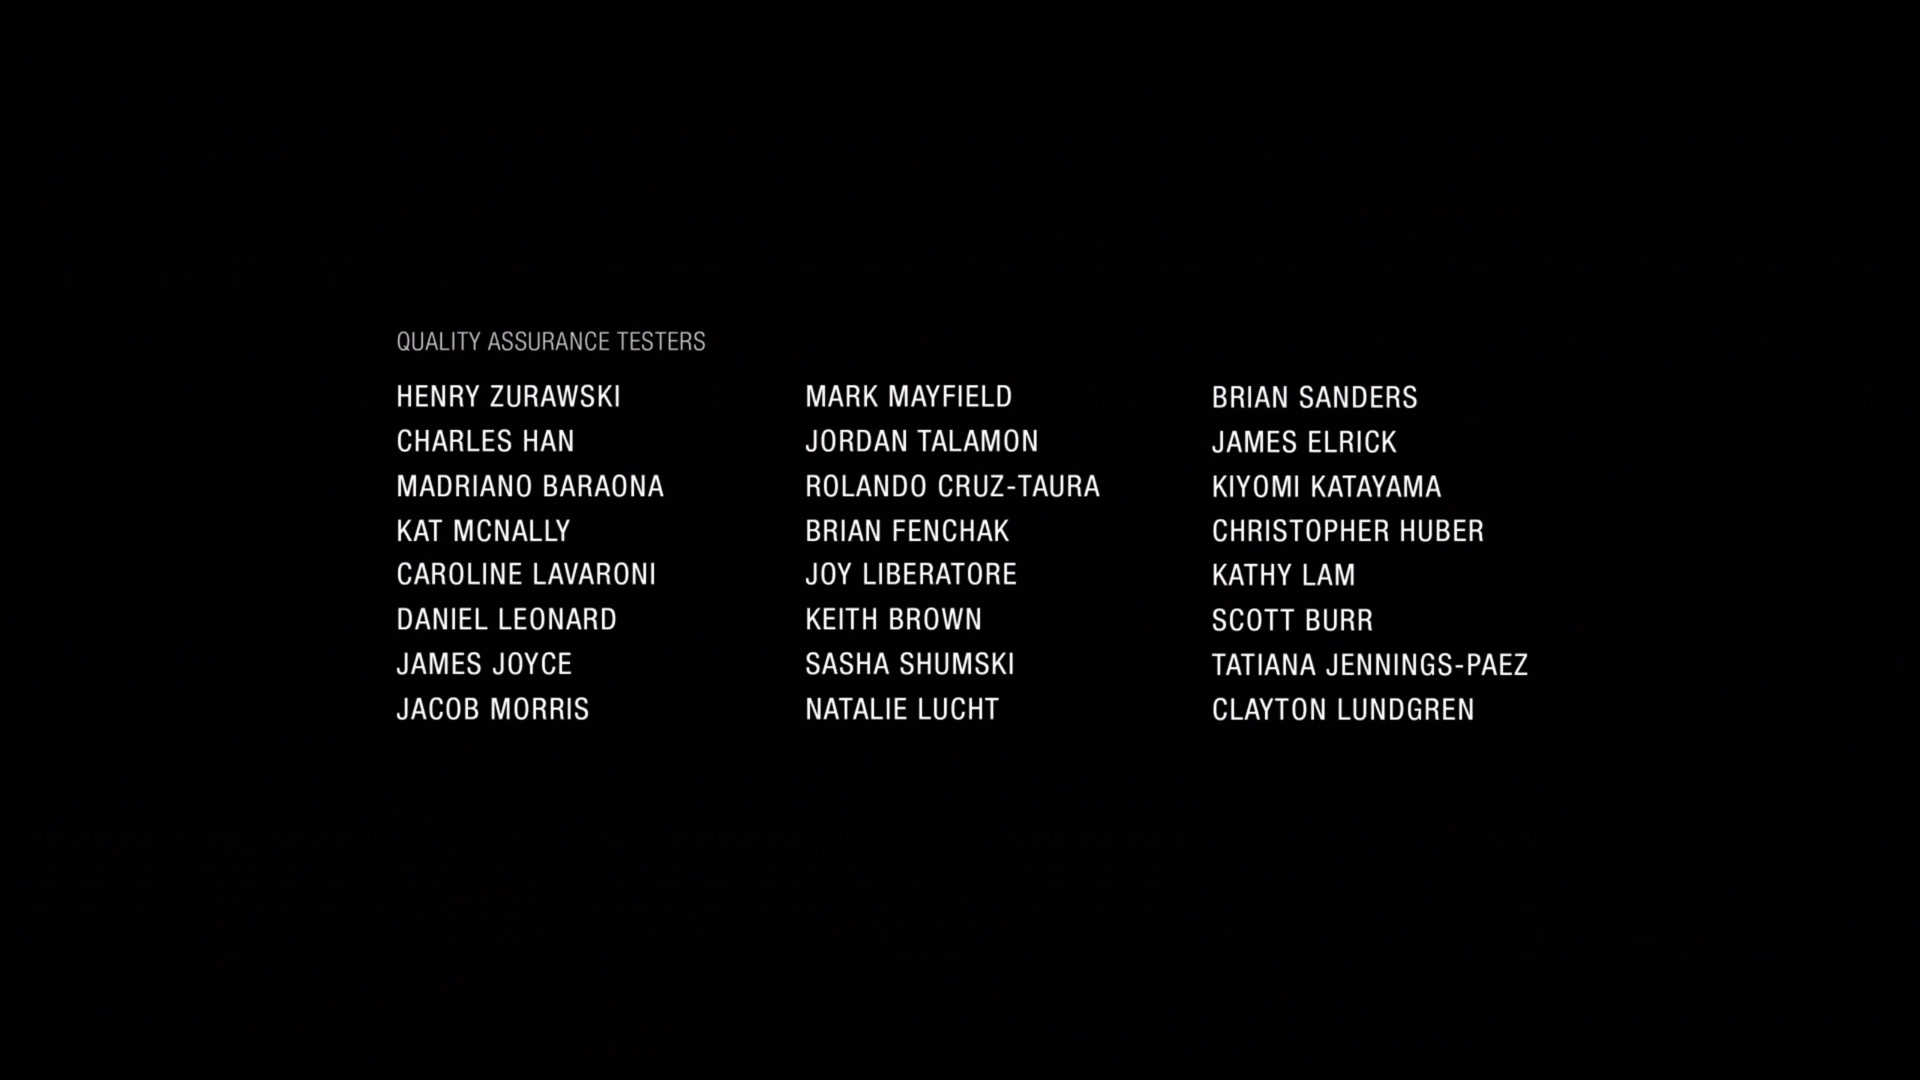 QUALITY ASSURANCE TESTERS
HENRY ZURAWSKI
CHARLES HAN
MADRIANO BARAONA
KAT MCNALLY
CAROLINE LAVARONI
DANIEL LEONARD
JAMES JOYCE
JACOB MORRIS
MARK MAYFIELD
JORDAN TALAMON
ROLANDO CRUZ-TAURA
BRIAN FENCHAK
JOY LIBERATORE
KEITH BROWN
SASHA SHUMSKI
NATALIE LUCHT
BRIAN SANDERS
JAMES ELRICK
KIYOMI KATAYAMA
CHRISTOPHER HUBER
KATHY LAM
SCOTT BURR
TATIANA JENNINGS-PAEZ
CLAYTON LUNDGREN